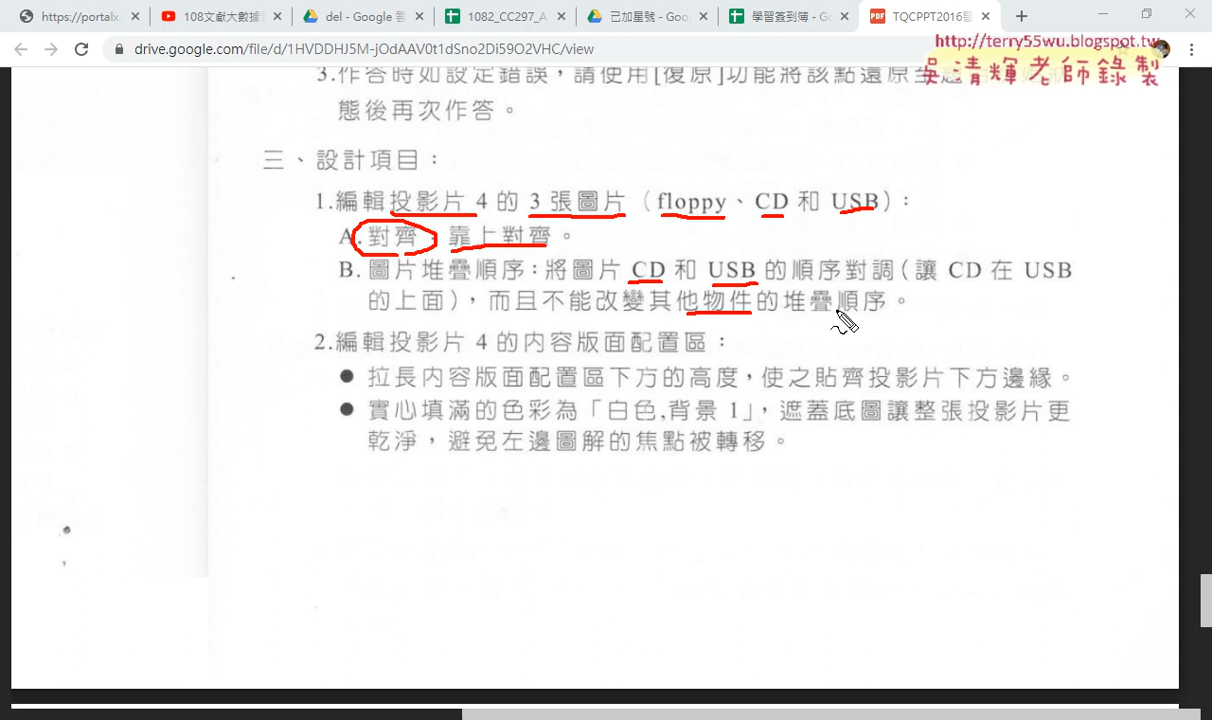 https://portalx
108文獻大數據
del - Google 雲
1082_CC297_A
已加星號 - Goo
學習簽到簿 - Go
TQCPPT2016
drive.google.com/file/d/1HVDDHJ5M-jOdAAV0t1dSno2Di59O2VHC/view
http://terry55wu.blogspot.tw
吳清輝老師錄製
3.作答時如設定錯誤，請使用[復原]功能將該點還原至
態後再次作答。
三、設計項目：
1.編輯投影片 4 的 3 張圖片（floppy、CD 和 USB）：
A.對齊：靠上對齊。
B. 圖片堆疊順序：將圖片 CD 和 USB 的順序對調（讓 CD 在 USB
的上面），而且不能改變其他物件的堆疊順序。
2.編輯投影片 4 的內容版面配置區：
● 拉長內容版面配置區下方的高度，使之貼齊投影片下方邊緣。
● 實心填滿的色彩為「白色,背景 1」，遮蓋底圖讓整張投影片更
乾淨，避免左邊圖解的焦點被轉移。